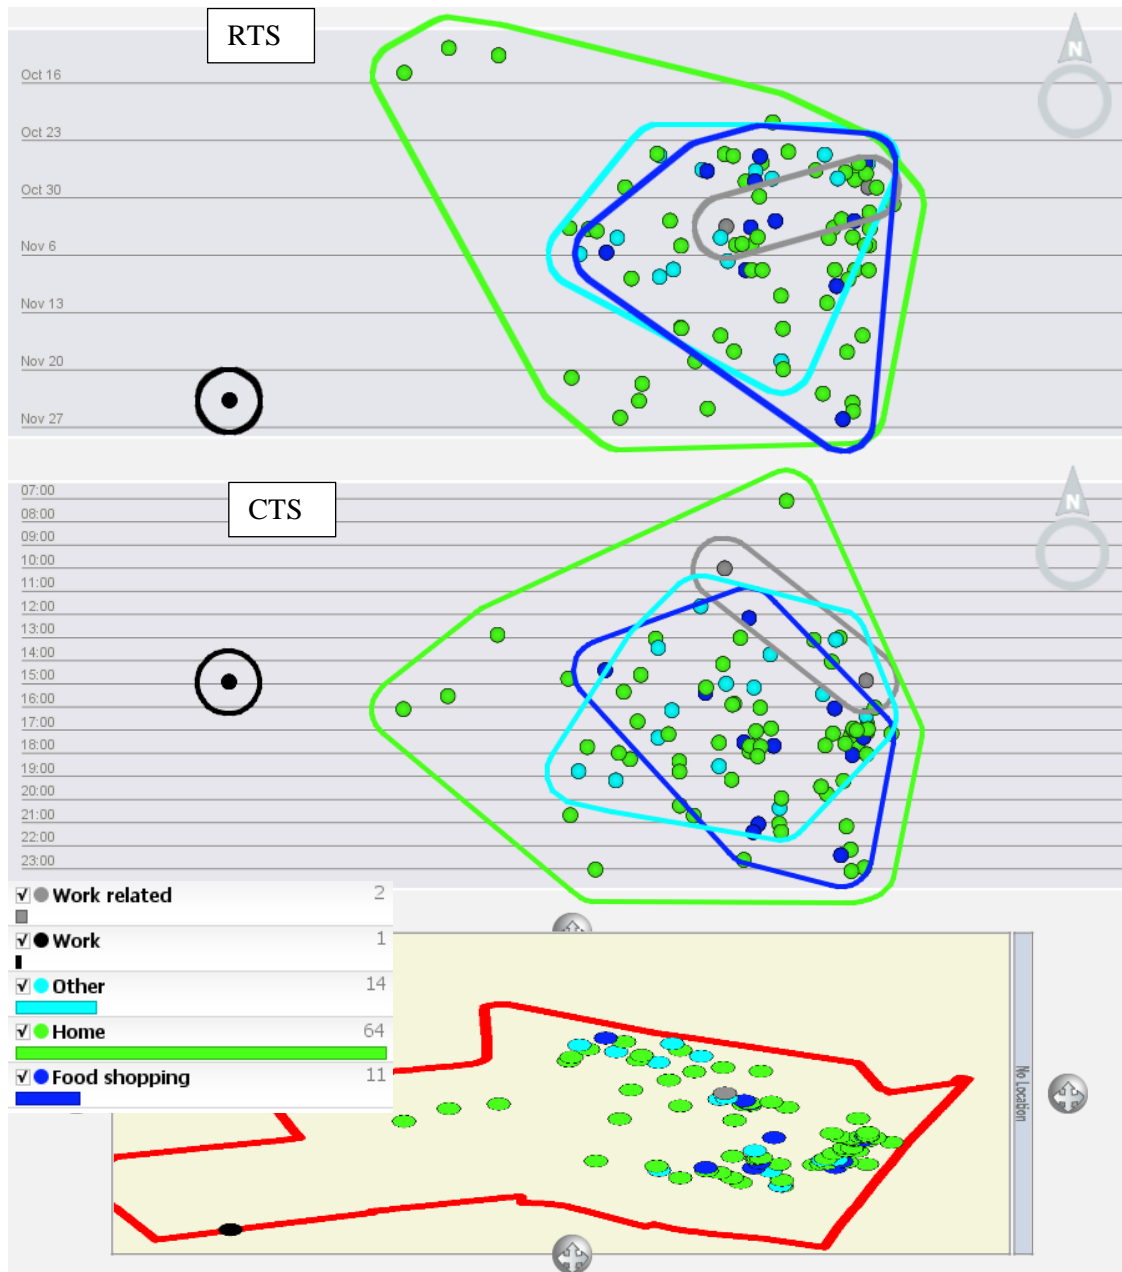 RTS
N
Oct 16
Oct 23
Oct 30
Nov 6
Nov 13
Nov 20
Nov 27
CTS
N
07:00
08:00
09:00
10:00
11:00
12:00
13:00
14:00
15:00
16:00
17:00
18:00
19:00
20:00
21:00
22:00
23:00
Work related 2
Work 1
Other 14
Home 64
Food shopping 11
No Location